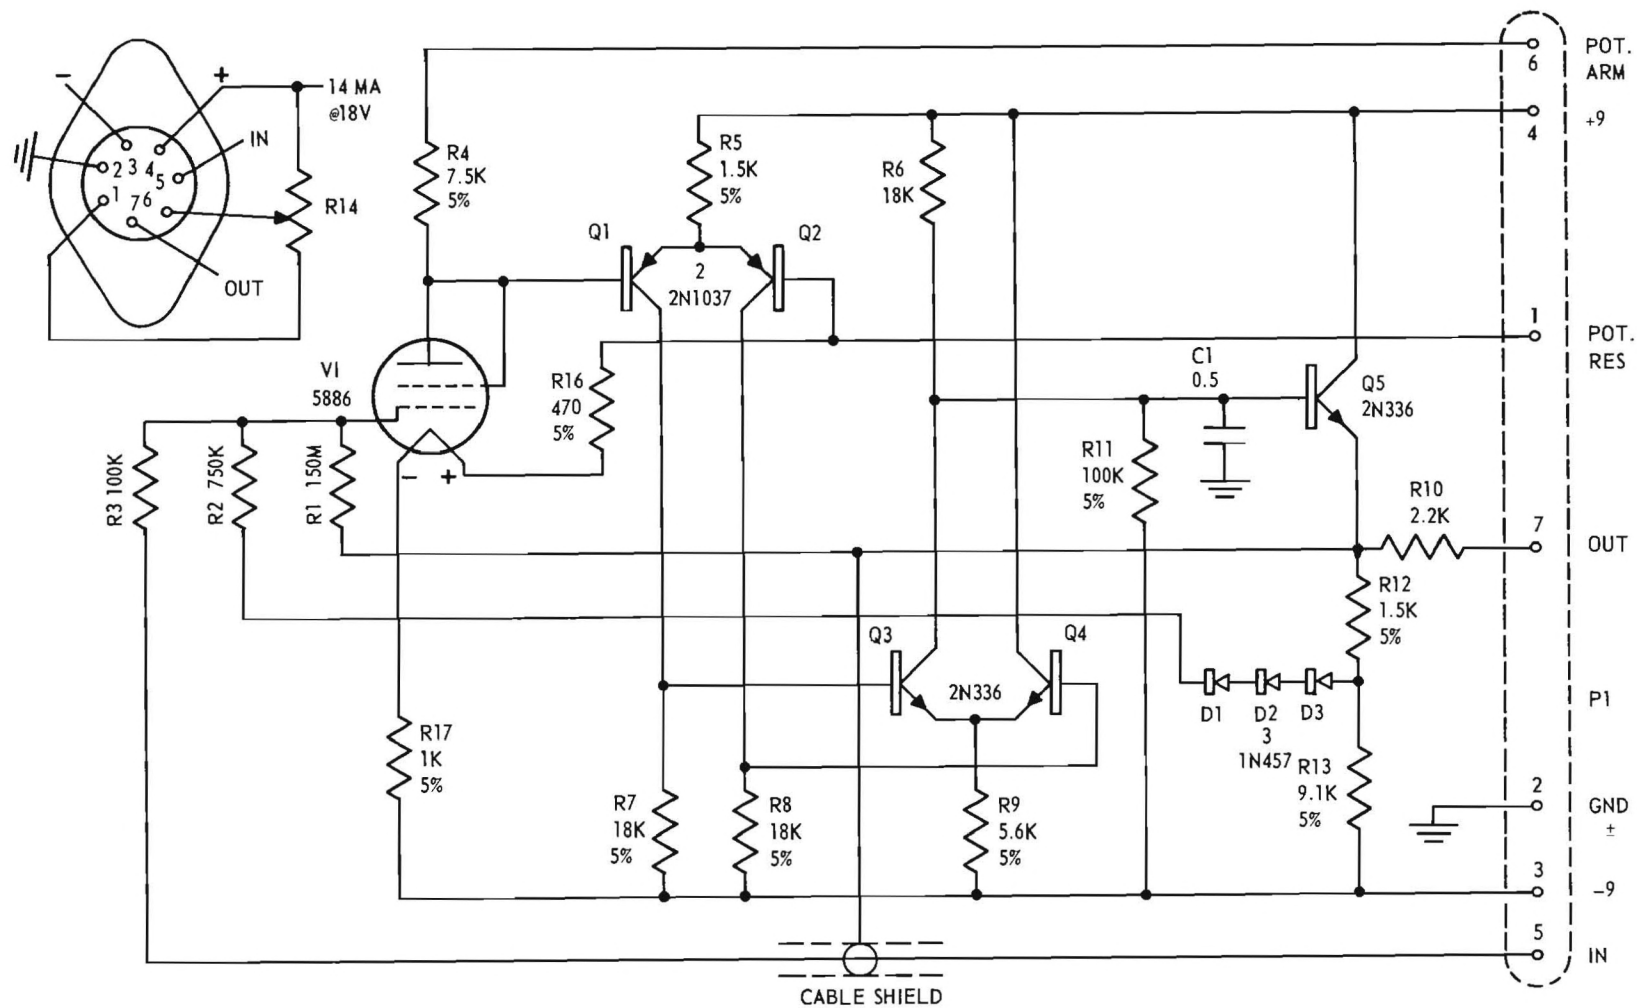 −
+
14 MA
@18V
IN
2 3 4
5
1
7 6
R14
OUT
6
POT.
ARM
4
+9
R4
7.5K
5%
R5
1.5K
5%
R6
18K
Q1
Q2
2
2N1037
1
POT.
RES
V1
5886
R16
470
5%
C1
0.5
Q5
2N336
R3 100K
R2 750K
R1 150M
− +
R11
100K
5%
R10
2.2K
7
OUT
R12
1.5K
5%
Q3
Q4
2N336
D1
D2
D3
3
1N457
P1
R17
1K
5%
R13
9.1K
5%
R7
18K
5%
R8
18K
5%
R9
5.6K
5%
2
GND
±
3
−9
5
IN
CABLE SHIELD